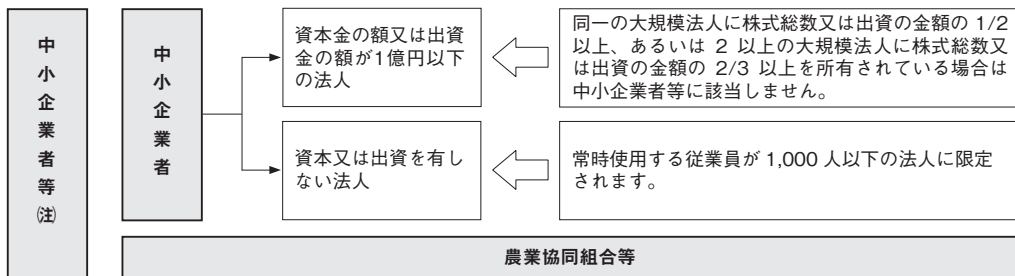 中小企業者等㊟
中小企業者
資本金の額又は出資
金の額が1億円以下
の法人
同一の大規模法人に株式総数又は出資の金額の 1/2
以上、あるいは 2 以上の大規模法人に株式総数又
は出資の金額の 2/3 以上を所有されている場合は
中小企業者等に該当しません。
資本又は出資を有し
ない法人
常時使用する従業員が 1,000 人以下の法人に限定
されます。
農業協同組合等